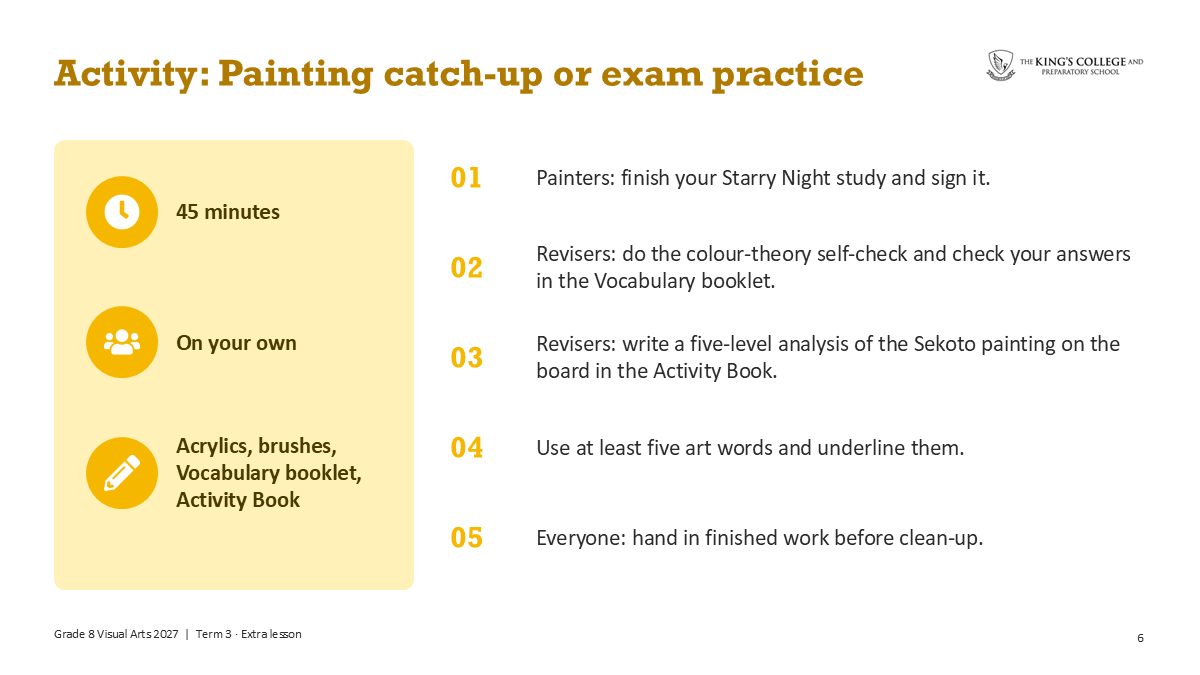 Activity: Painting catch-up or exam practice
THE KING'S COLLEGE AND
PREPARATORY SCHOOL
45 minutes
On your own
Acrylics, brushes,
Vocabulary booklet,
Activity Book
01
Painters: finish your Starry Night study and sign it.
02
Revisers: do the colour-theory self-check and check your answers
in the Vocabulary booklet.
03
Revisers: write a five-level analysis of the Sekoto painting on the
board in the Activity Book.
04
Use at least five art words and underline them.
05
Everyone: hand in finished work before clean-up.
Grade 8 Visual Arts 2027 | Term 3 · Extra lesson
6